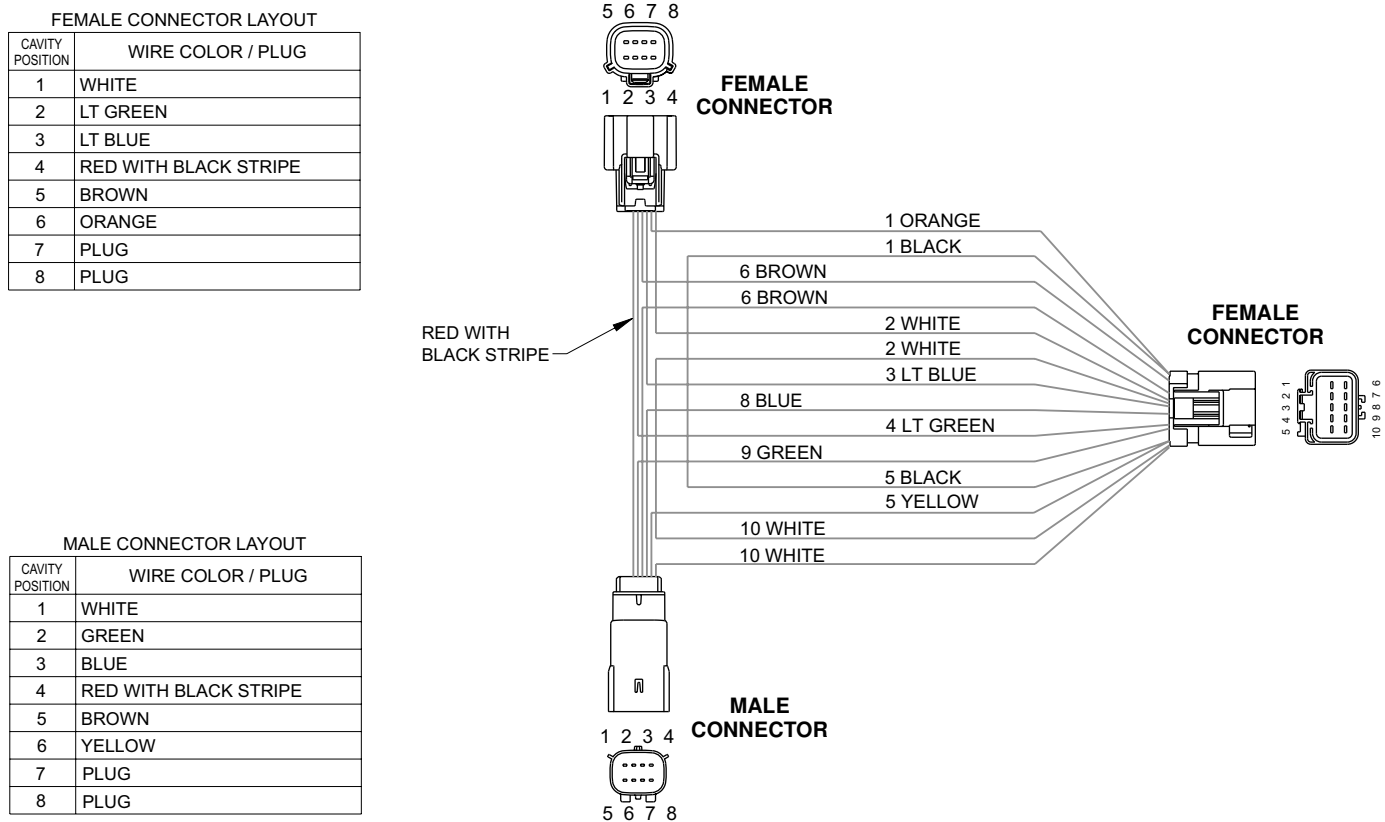 FEMALE CONNECTOR LAYOUT
CAVITY
POSITION
WIRE COLOR / PLUG
1 WHITE
2 LT GREEN
3 LT BLUE
4 RED WITH BLACK STRIPE
5 BROWN
6 ORANGE
7 PLUG
8 PLUG
5 6 7 8
1 2 3 4
FEMALE
CONNECTOR
1 ORANGE
1 BLACK
6 BROWN
6 BROWN
2 WHITE
2 WHITE
3 LT BLUE
8 BLUE
4 LT GREEN
9 GREEN
5 BLACK
5 YELLOW
10 WHITE
10 WHITE
RED WITH
BLACK STRIPE
FEMALE
CONNECTOR
5 4 3 2 1
10 9 8 7 6
MALE CONNECTOR LAYOUT
CAVITY
POSITION
WIRE COLOR / PLUG
1 WHITE
2 GREEN
3 BLUE
4 RED WITH BLACK STRIPE
5 BROWN
6 YELLOW
7 PLUG
8 PLUG
MALE
CONNECTOR
1 2 3 4
5 6 7 8